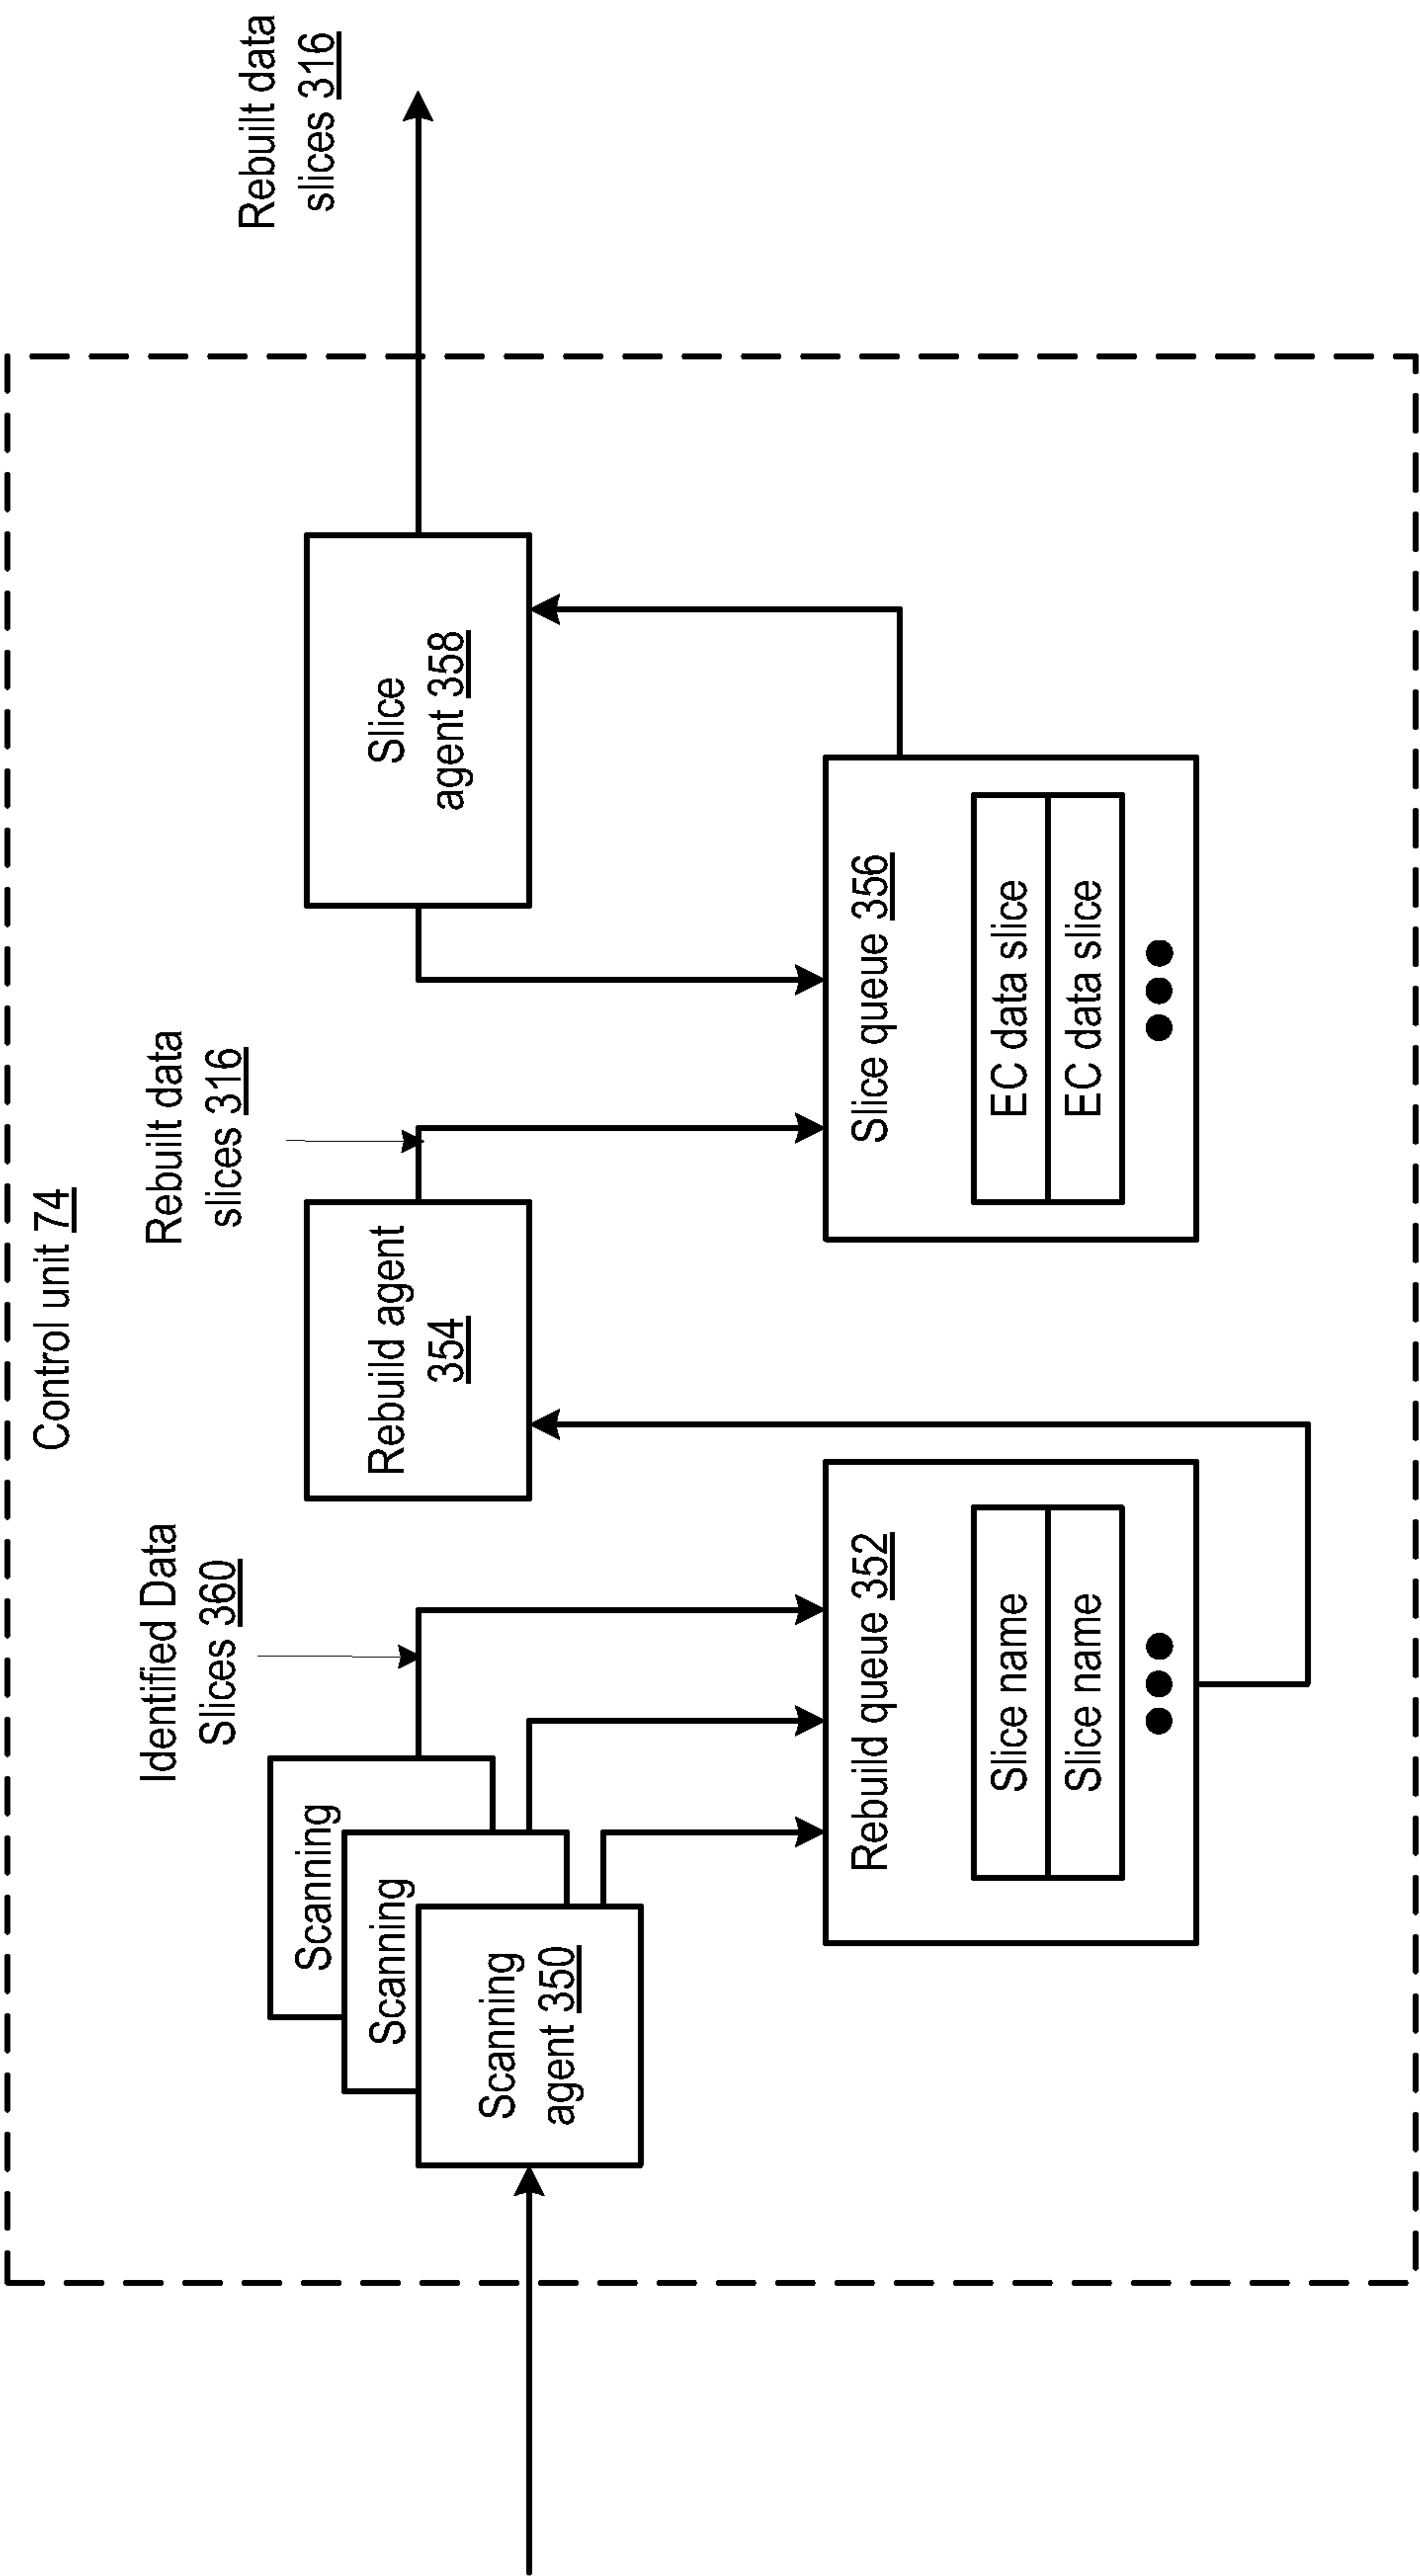 Control unit 74
Identified Data
Slices 360
Rebuilt data
slices 316
Rebuilt data
slices 316
Scanning
Scanning
Scanning
agent 350
Rebuild agent
354
Slice
agent 358
Rebuild queue 352
Slice name
Slice name
Slice queue 356
EC data slice
EC data slice